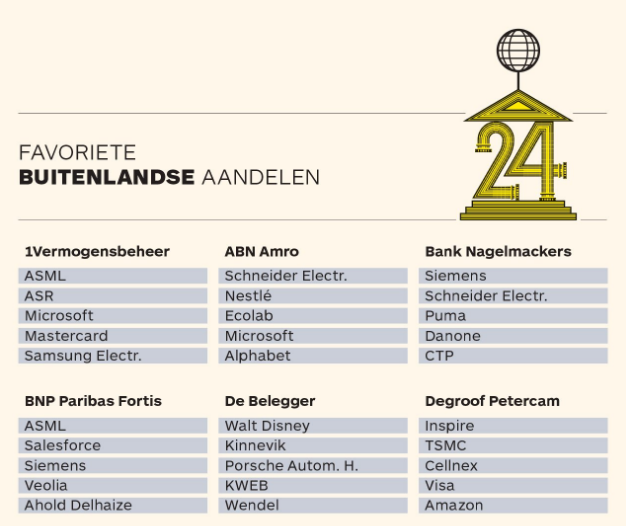 FAVORIETE
BUITENLANDSE AANDELEN
24
1Vermogensbeheer
ASML
ASR
Microsoft
Mastercard
Samsung Electr.
ABN Amro
Schneider Electr.
Nestlé
Ecolab
Microsoft
Alphabet
Bank Nagelmackers
Siemens
Schneider Electr.
Puma
Danone
CTP
BNP Paribas Fortis
ASML
Salesforce
Siemens
Veolia
Ahold Delhaize
De Belegger
Walt Disney
Kinnevik
Porsche Autom. H.
KWEB
Wendel
Degroof Petercam
Inspire
TSMC
Cellnex
Visa
Amazon